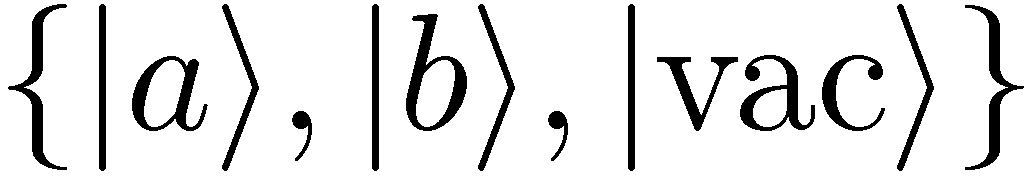 {|a⟩, |b⟩, |vac⟩}